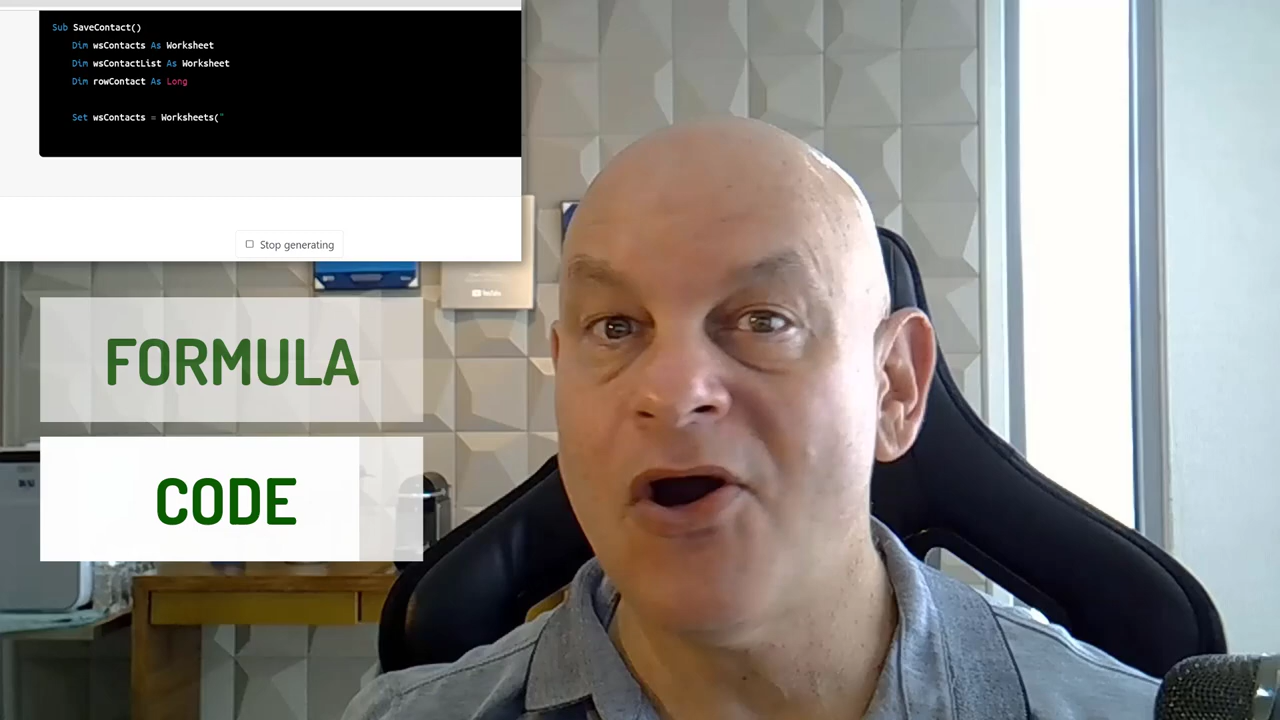 Sub SaveContact()
Dim wsContacts As Worksheet
Dim wsContactList As Worksheet
Dim rowContact As Long
Set wsContacts = Worksheets("
Stop generating
YouTube
FORMULA
CODE